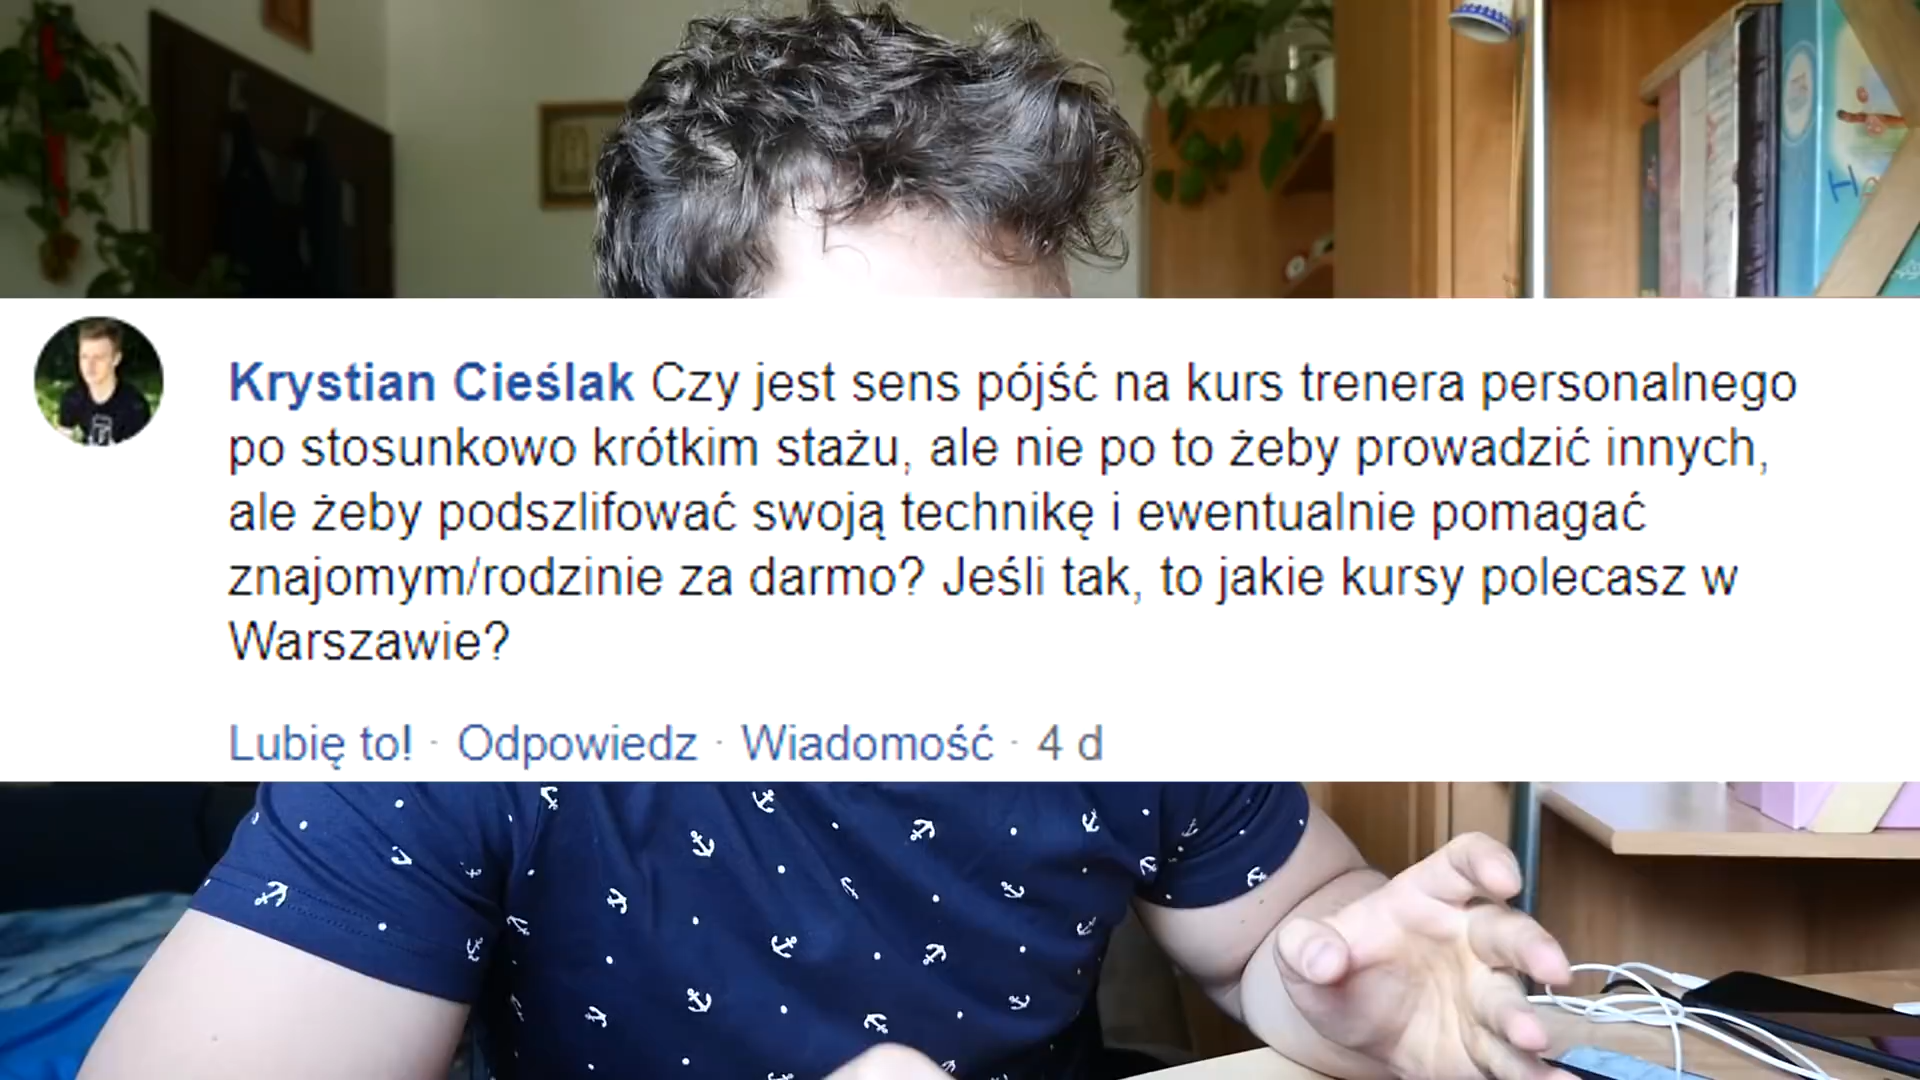 Krystian Cieślak Czy jest sens pójść na kurs trenera personalnego
po stosunkowo krótkim stażu, ale nie po to żeby prowadzić innych,
ale żeby podszlifować swoją technikę i ewentualnie pomagać
znajomym/rodzinie za darmo? Jeśli tak, to jakie kursy polecasz w
Warszawie?
Lubię to! · Odpowiedz · Wiadomość · 4 d